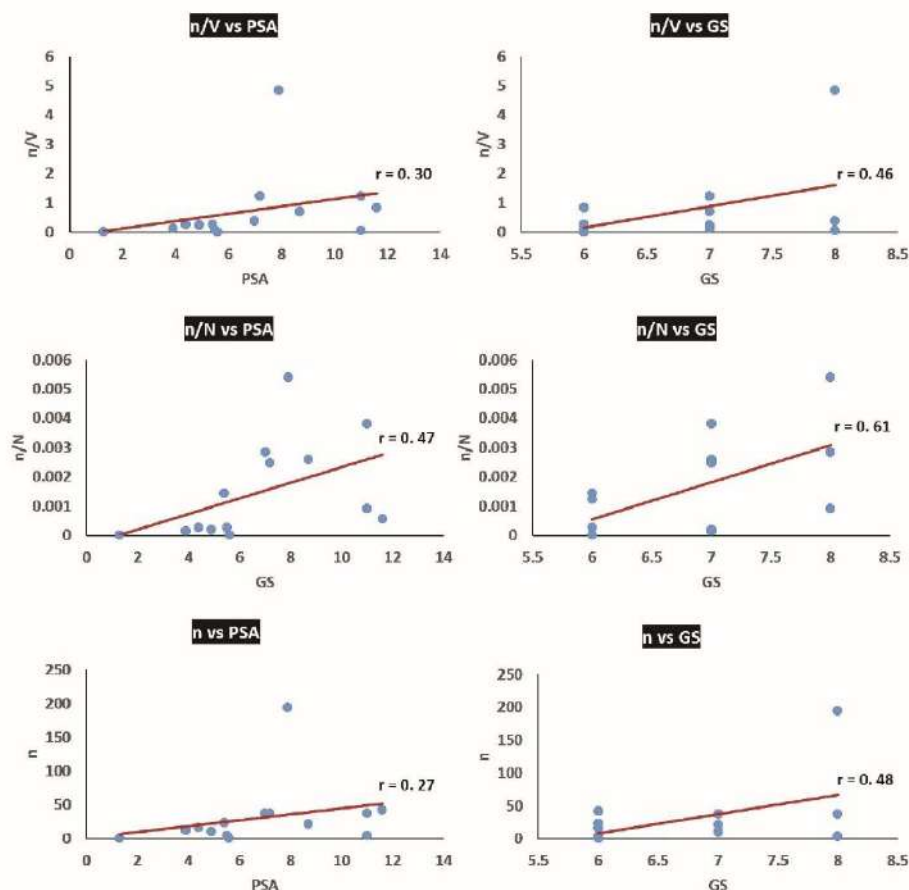 n/V vs PSA
6
5
4
3
2
1
0
n/V
r = 0. 30
0 2 4 6 8 10 12 14
PSA
n/V vs GS
6
5
4
3
2
1
0
n/V
r = 0. 46
5.5 6 6.5 7 7.5 8 8.5
GS
n/N vs PSA
0.006
0.005
0.004
0.003
0.002
0.001
0
n/N
r = 0. 47
0 2 4 6 8 10 12 14
GS
n/N vs GS
0.006
0.005
0.004
0.003
0.002
0.001
0
n/N
r = 0. 61
5.5 6 6.5 7 7.5 8 8.5
GS
n vs PSA
250
200
150
100
50
0
n
r = 0. 27
0 2 4 6 8 10 12 14
PSA
n vs GS
250
200
150
100
50
0
n
r = 0. 48
5.5 6 6.5 7 7.5 8 8.5
GS